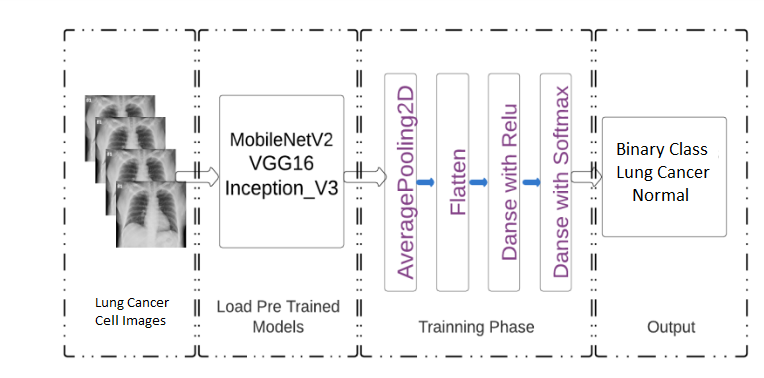 Lung Cancer
Cell Images
MobileNetV2
VGG16
Inception_V3
Load Pre Trained
Models
AveragePooling2D
Flatten
Danse with Relu
Danse with Softmax
Trainning Phase
Binary Class
Lung Cancer
Normal
Output